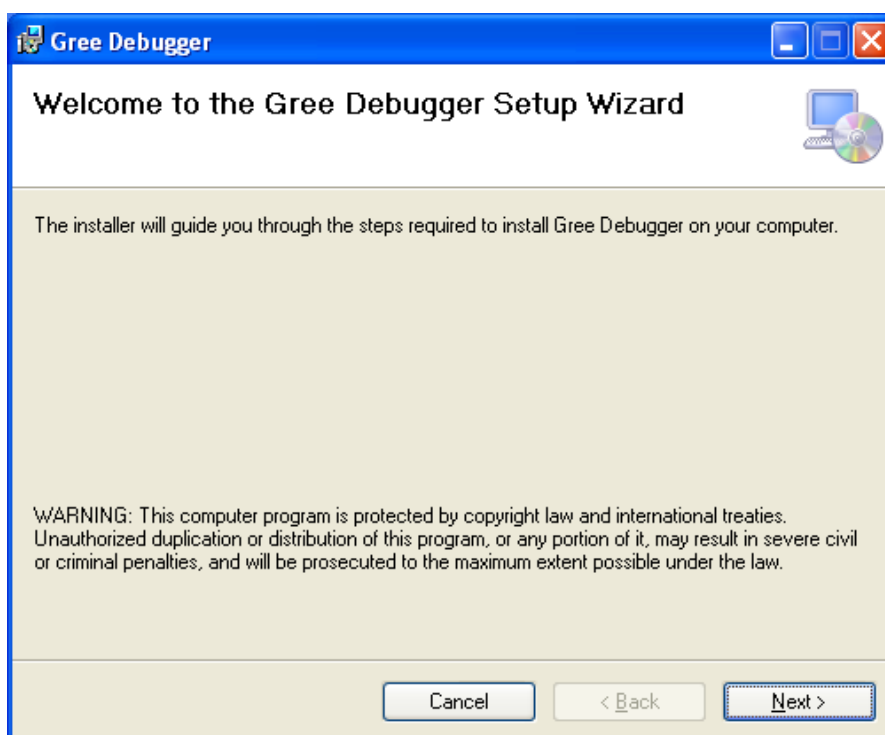 Gree Debugger
Welcome to the Gree Debugger Setup Wizard
The installer will guide you through the steps required to install Gree Debugger on your computer.
WARNING: This computer program is protected by copyright law and international treaties.
Unauthorized duplication or distribution of this program, or any portion of it, may result in severe civil
or criminal penalties, and will be prosecuted to the maximum extent possible under the law.
Cancel < Back Next >